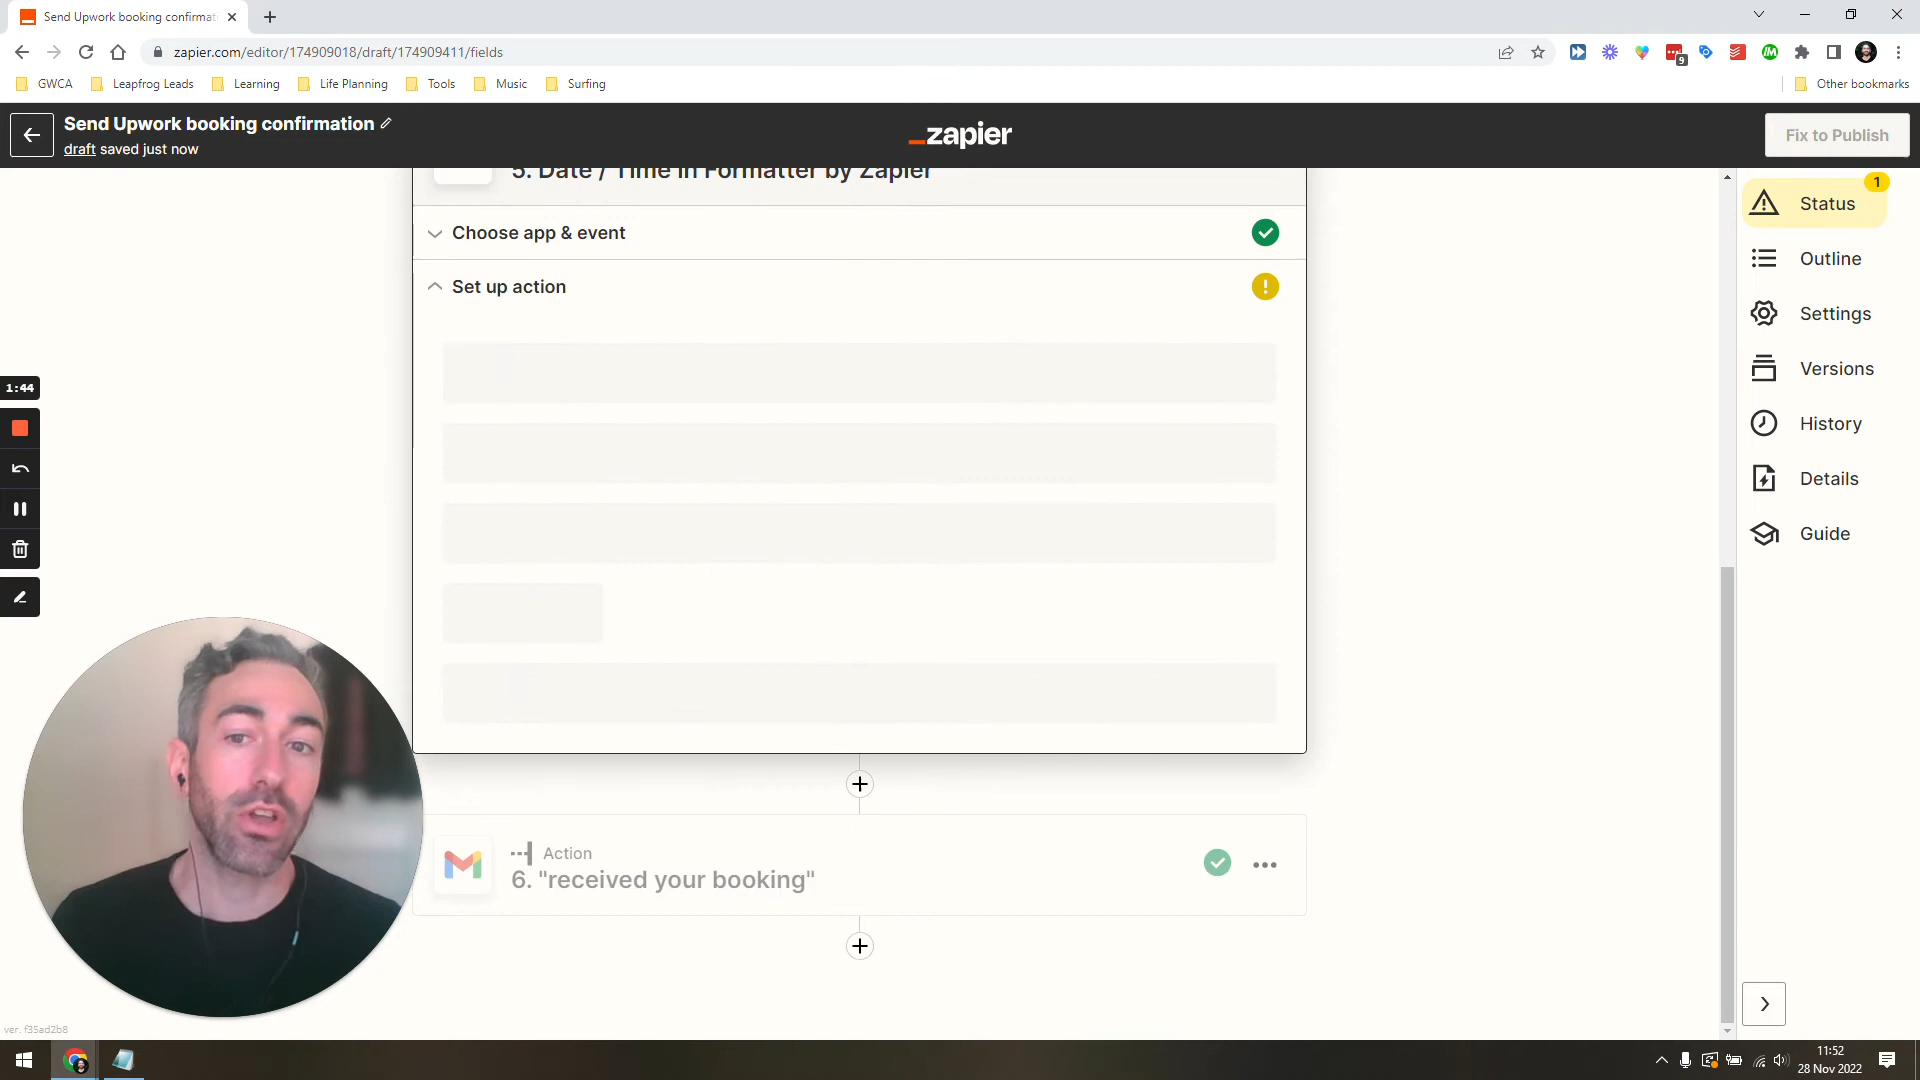 Send Upwork booking confirmat
zapier.com/editor/174909018/draft/174909411/fields
9
GWCA
Leapfrog Leads
Learning
Life Planning
Tools
Music
Surfing
Other bookmarks
Send Upwork booking confirmation
draft saved just now
_zapier
Fix to Publish
5. Date / Time in Formatter by Zapier
Choose app & event
Set up action
1
Status
Outline
Settings
Versions
History
Details
Guide
1:44
Action
6. "received your booking"
ver. f35ad2b8
11:52
28 Nov 2022